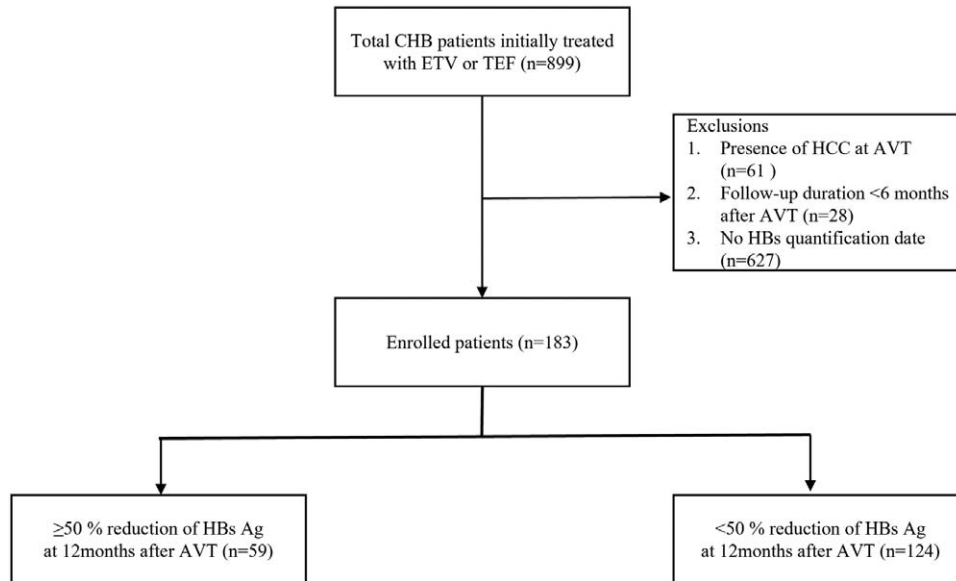 Total CHB patients initially treated
with ETV or TEF (n=899)
Exclusions
1. Presence of HCC at AVT
(n=61 )
2. Follow-up duration <6 months
after AVT (n=28)
3. No HBs quantification date
(n=627)
Enrolled patients (n=183)
≥50 % reduction of HBs Ag
at 12months after AVT (n=59)
<50 % reduction of HBs Ag
at 12months after AVT (n=124)